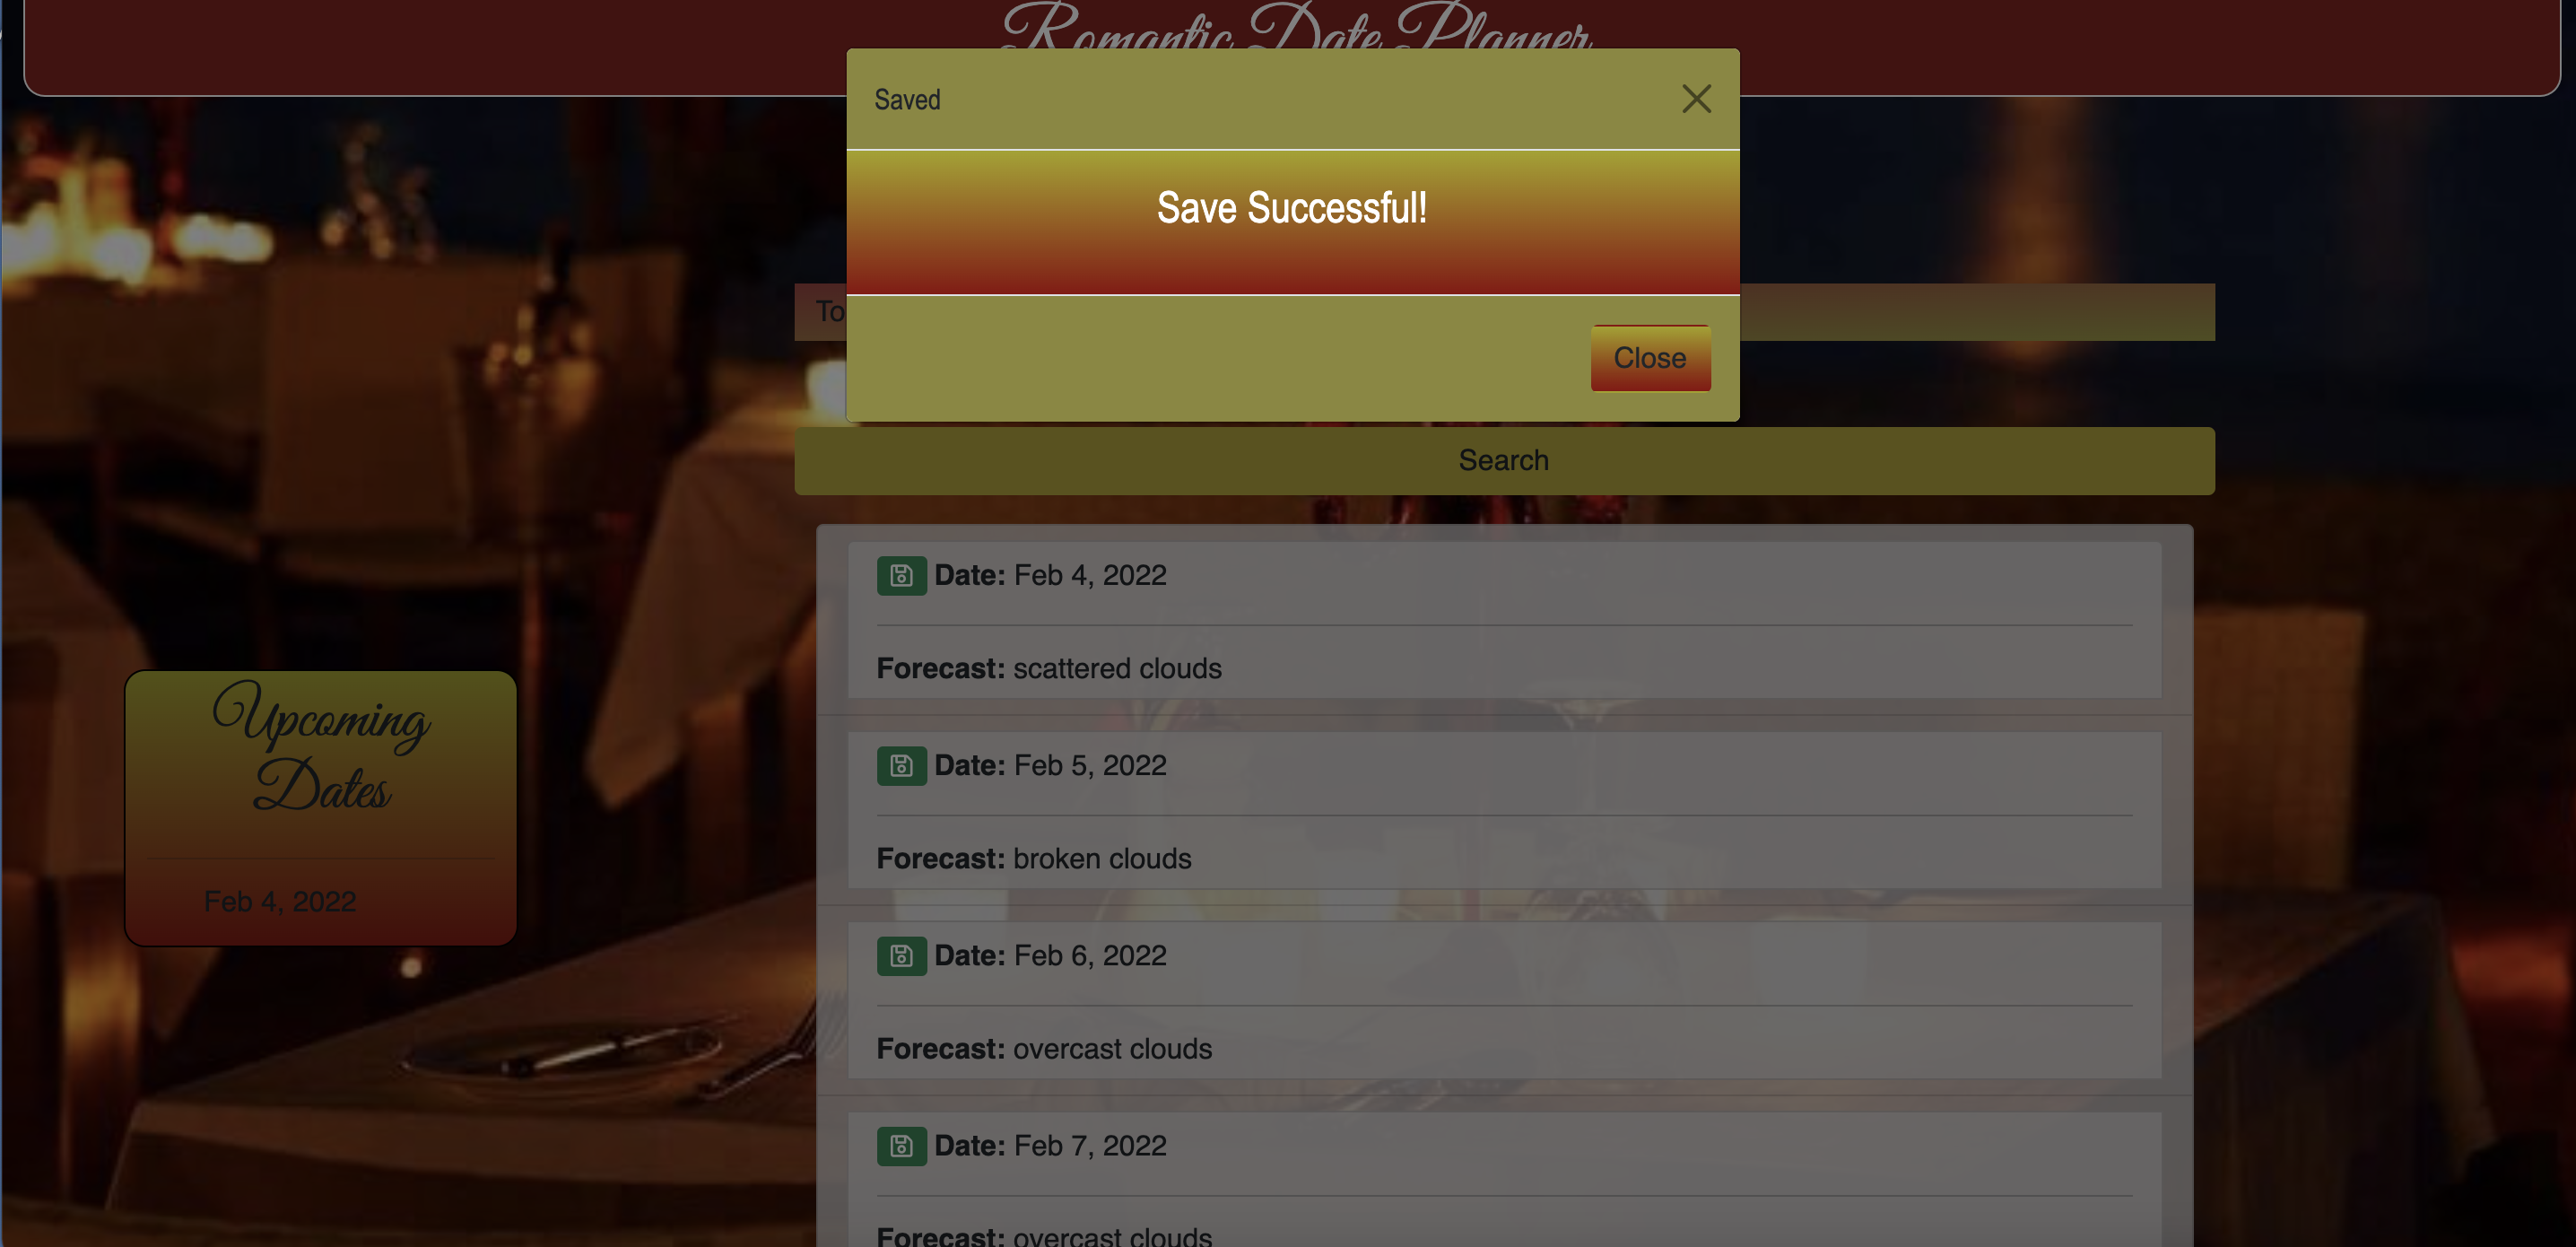 Romantic Date Planner
Saved
Save Successful!
To
Close
Search
Date: Feb 4, 2022
Forecast: scattered clouds
Date: Feb 5, 2022
Forecast: broken clouds
Date: Feb 6, 2022
Forecast: overcast clouds
Date: Feb 7, 2022
Forecast: overcast clouds
Upcoming
Dates
Feb 4, 2022